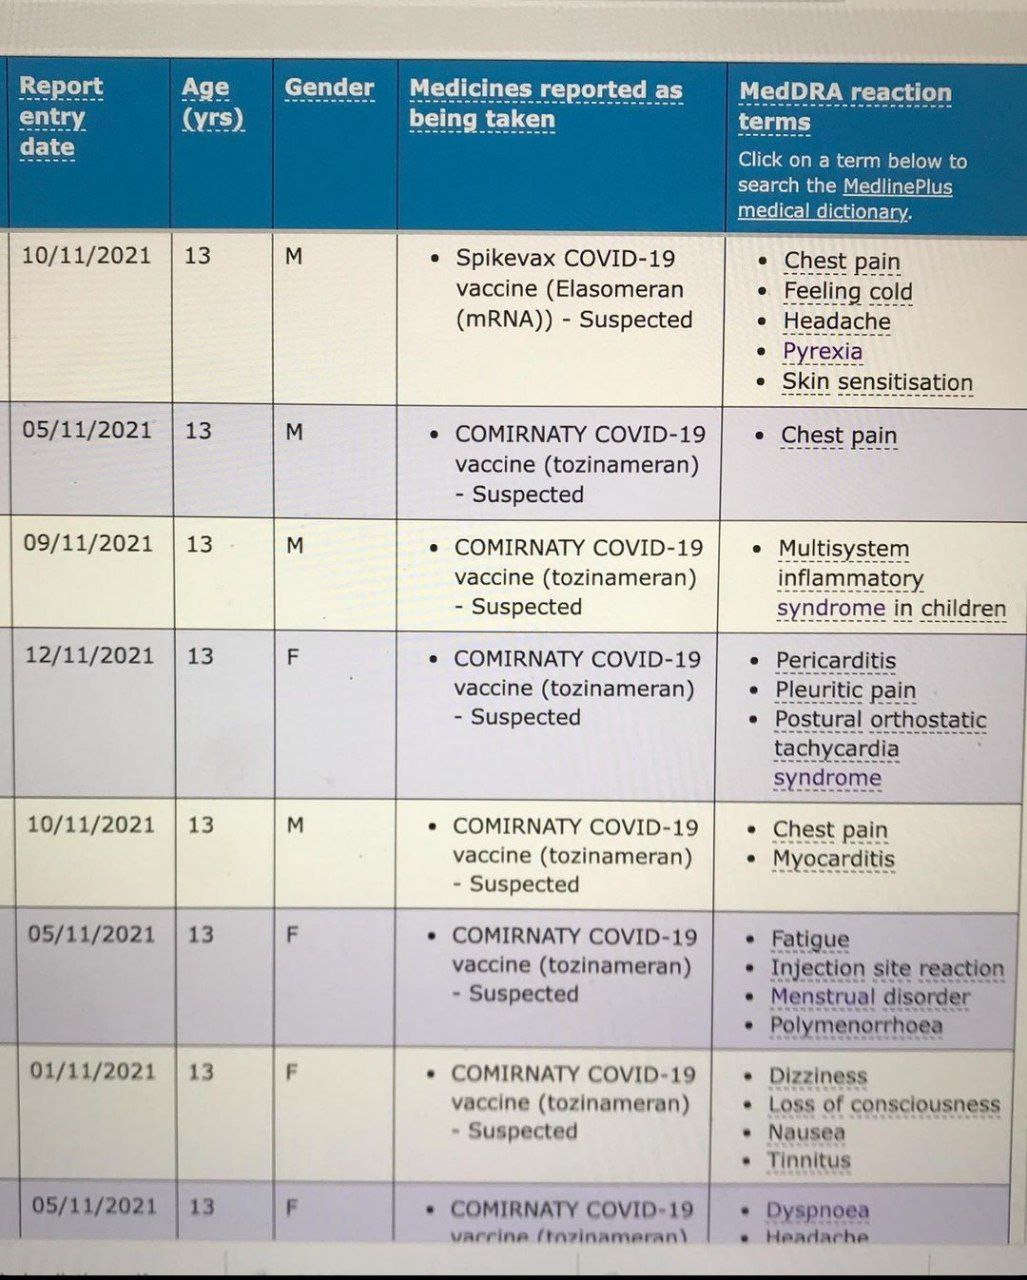 Report entry date
Age (yrs)
Gender
Medicines reported as being taken
MedDRA reaction terms
Click on a term below to search the MedlinePlus medical dictionary.
10/11/2021
13
M
• Spikevax COVID-19
vaccine (Elasomeran
(mRNA)) - Suspected
• Chest pain
• Feeling cold
• Headache
• Pyrexia
• Skin sensitisation
05/11/2021
13
M
• COMIRNATY COVID-19
vaccine (tozinameran)
- Suspected
• Chest pain
09/11/2021
13
M
• COMIRNATY COVID-19
vaccine (tozinameran)
- Suspected
• Multisystem
inflammatory
syndrome in children
12/11/2021
13
F
• COMIRNATY COVID-19
vaccine (tozinameran)
- Suspected
• Pericarditis
• Pleuritic pain
• Postural orthostatic
tachycardia
syndrome
10/11/2021
13
M
• COMIRNATY COVID-19
vaccine (tozinameran)
- Suspected
• Chest pain
• Myocarditis
05/11/2021
13
F
• COMIRNATY COVID-19
vaccine (tozinameran)
- Suspected
• Fatigue
• Injection site reaction
• Menstrual disorder
• Polymenorrhoea
01/11/2021
13
F
• COMIRNATY COVID-19
vaccine (tozinameran)
- Suspected
• Dizziness
• Loss of consciousness
• Nausea
• Tinnitus
05/11/2021
13
F
• COMIRNATY COVID-19
vaccine (tozinameran)
• Dyspnoea
• Headache